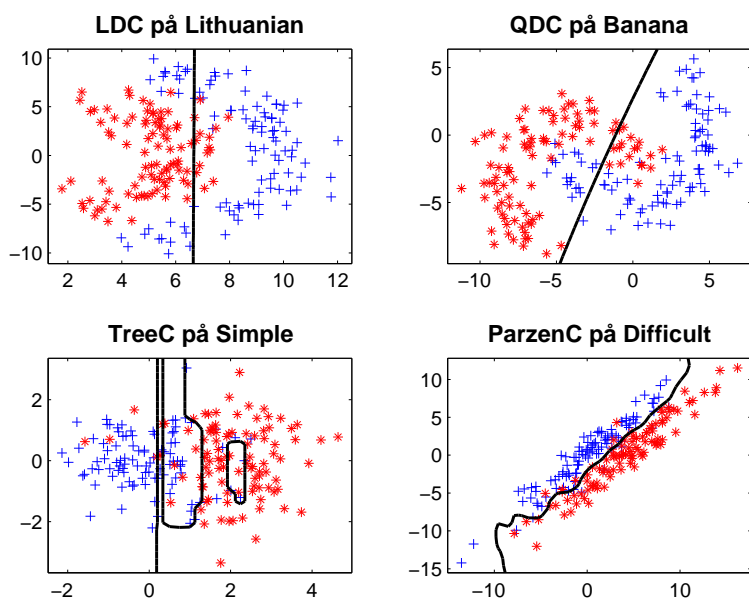 LDC på Lithuanian
10
5
0
−5
−10
2 4 6 8 10 12
QDC på Banana
5
0
−5
−10 −5 0 5
TreeC på Simple
2
0
−2
−2 0 2 4
ParzenC på Difficult
10
5
0
−5
−10
−15
−10 0 10